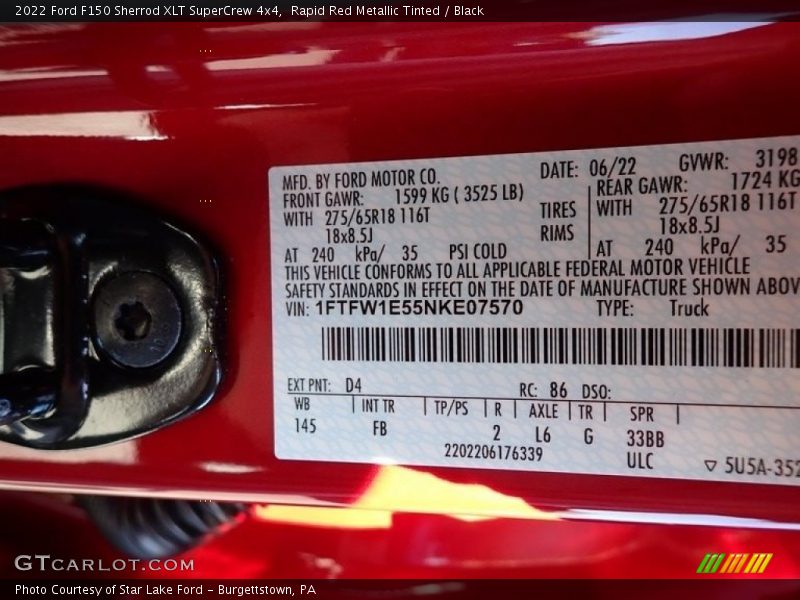 2022 Ford F150 Sherrod XLT SuperCrew 4x4,  Rapid Red Metallic Tinted / Black
MFD. BY FORD MOTOR CO.
DATE: 06/22
GVWR: 3198
FRONT GAWR: 1599 KG ( 3525 LB)
REAR GAWR: 1724 KG
WITH 275/65R18 116T
TIRES
WITH 275/65R18 116T
18x8.5J
RIMS
18x8.5J
AT 240 kPa/ 35 PSI COLD
AT 240 kPa/ 35
THIS VEHICLE CONFORMS TO ALL APPLICABLE FEDERAL MOTOR VEHICLE
SAFETY STANDARDS IN EFFECT ON THE DATE OF MANUFACTURE SHOWN ABOV
VIN: 1FTFW1E55NKE07570
TYPE: Truck
EXT PNT: D4
RC: 86 DSO:
WB | INT TR | TP/PS | R | AXLE | TR | SPR |
145 FB 2 L6 G 33BB
2202206176339
ULC
▽ 5U5A-352
GTCARLOT.COM
Photo Courtesy of Star Lake Ford - Burgettstown, PA